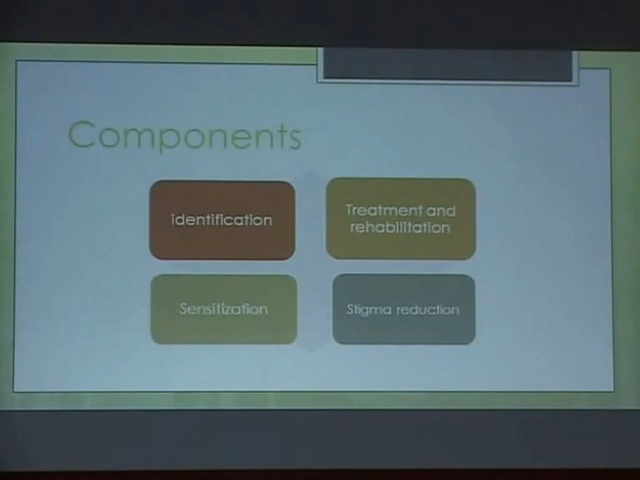 Components
Identification
Treatment and
rehabilitation
Sensitization
Stigma reduction